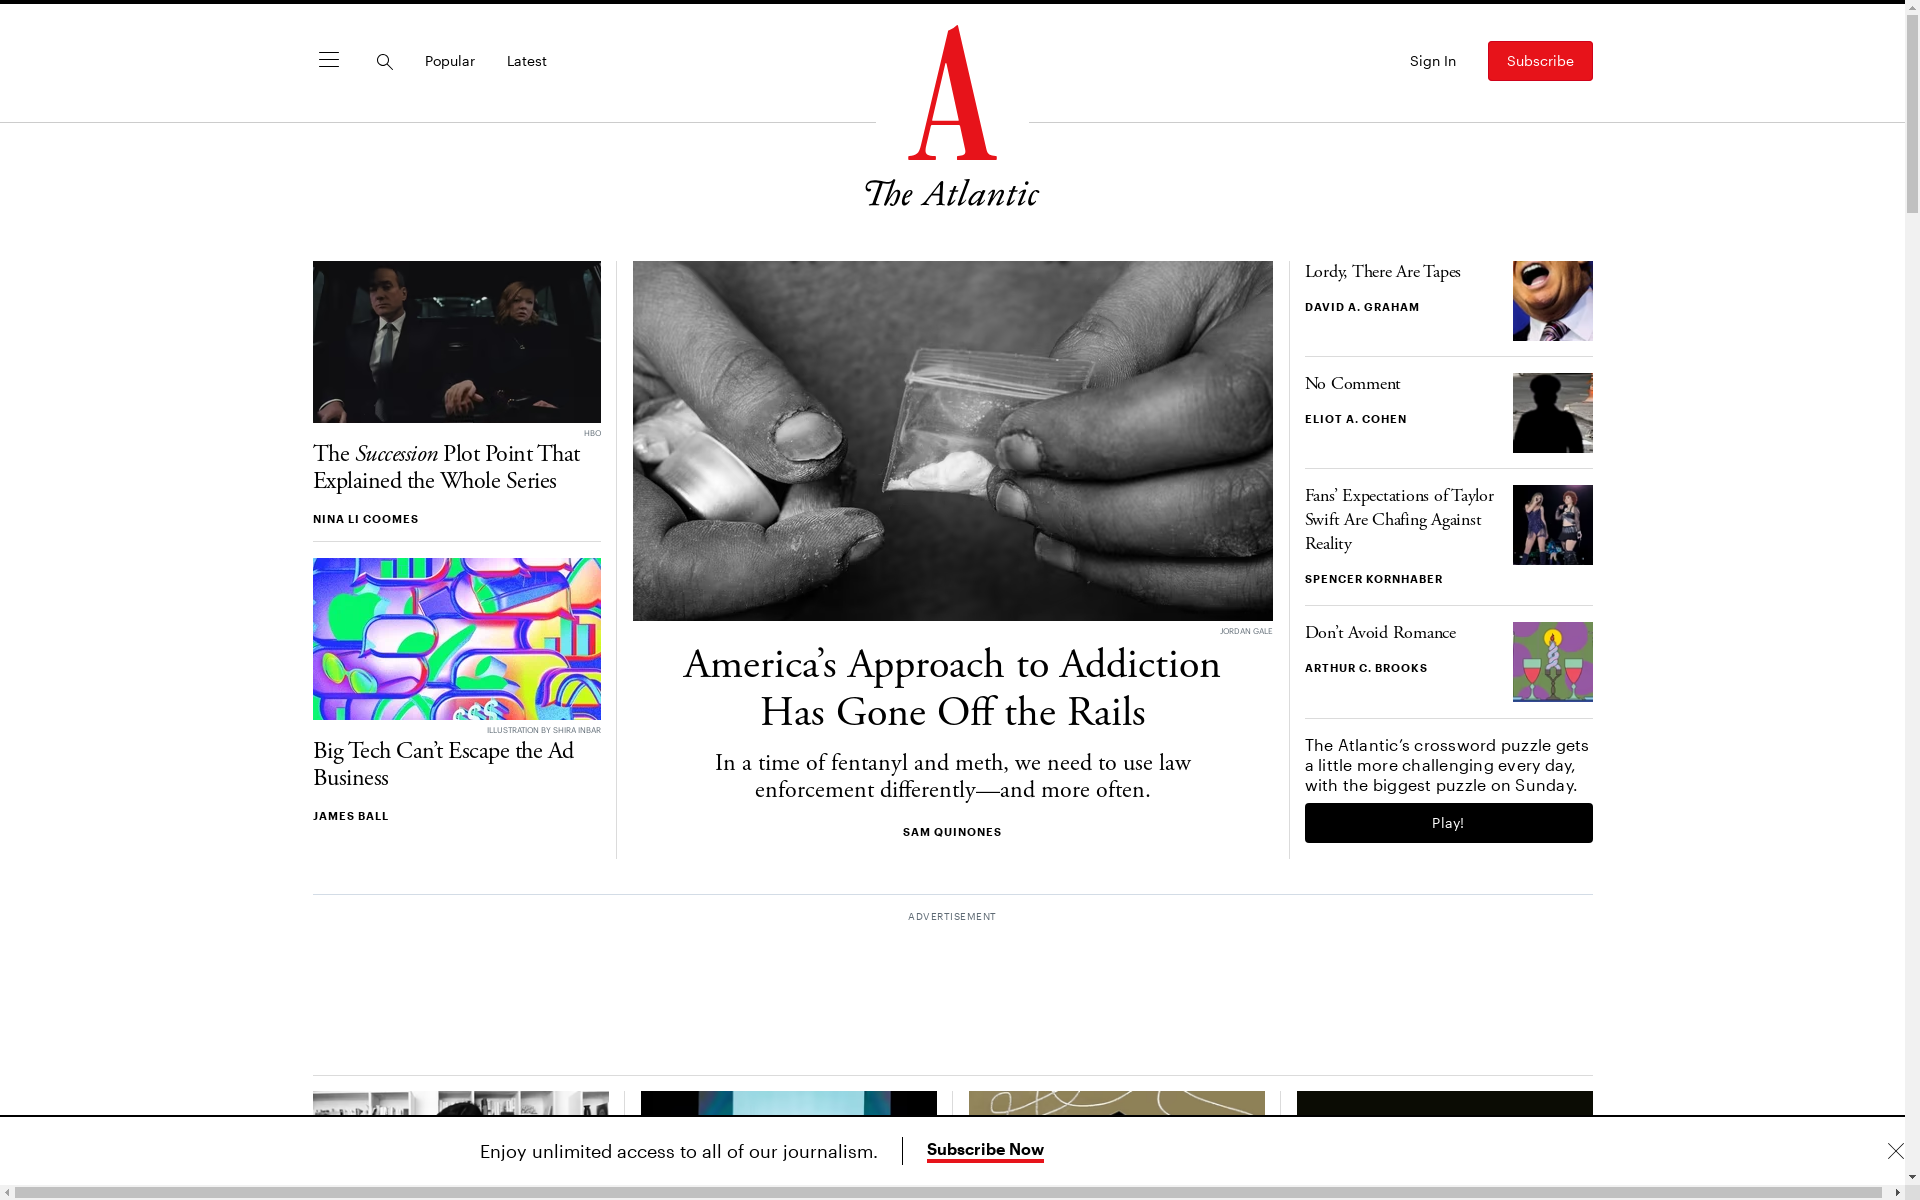 Popular
Latest
Sign In
Subscribe
A
The Atlantic
HBO
The Succession Plot Point That
Explained the Whole Series
NINA LI COOMES
$$$
ILLUSTRATION BY SHIRA INBAR
Big Tech Can’t Escape the Ad
Business
JAMES BALL
JORDAN GALE
America’s Approach to Addiction
Has Gone Off the Rails
In a time of fentanyl and meth, we need to use law
enforcement differently—and more often.
SAM QUINONES
Lordy, There Are Tapes
DAVID A. GRAHAM
No Comment
ELIOT A. COHEN
Fans’ Expectations of Taylor
Swift Are Chafing Against
Reality
SPENCER KORNHABER
Don’t Avoid Romance
ARTHUR C. BROOKS
The Atlantic’s crossword puzzle gets
a little more challenging every day,
with the biggest puzzle on Sunday.
Play!
ADVERTISEMENT
Enjoy unlimited access to all of our journalism.
Subscribe Now